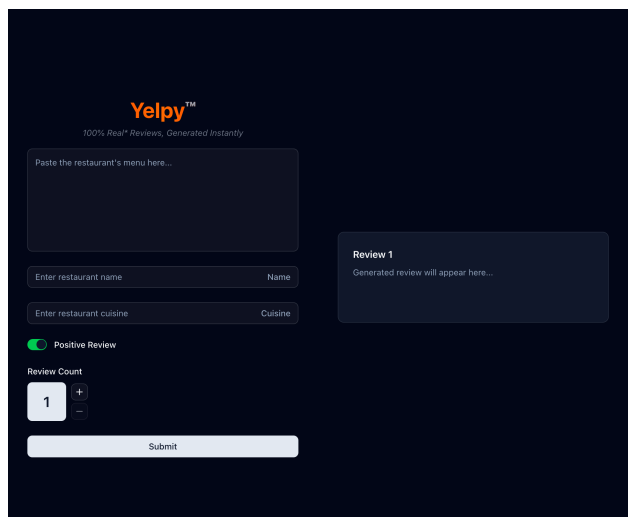 Yelpy™
100% Real* Reviews, Generated Instantly
Paste the restaurant's menu here...
Enter restaurant name Name
Enter restaurant cuisine Cuisine
Positive Review
Review Count
1
+
−
Submit
Review 1
Generated review will appear here...